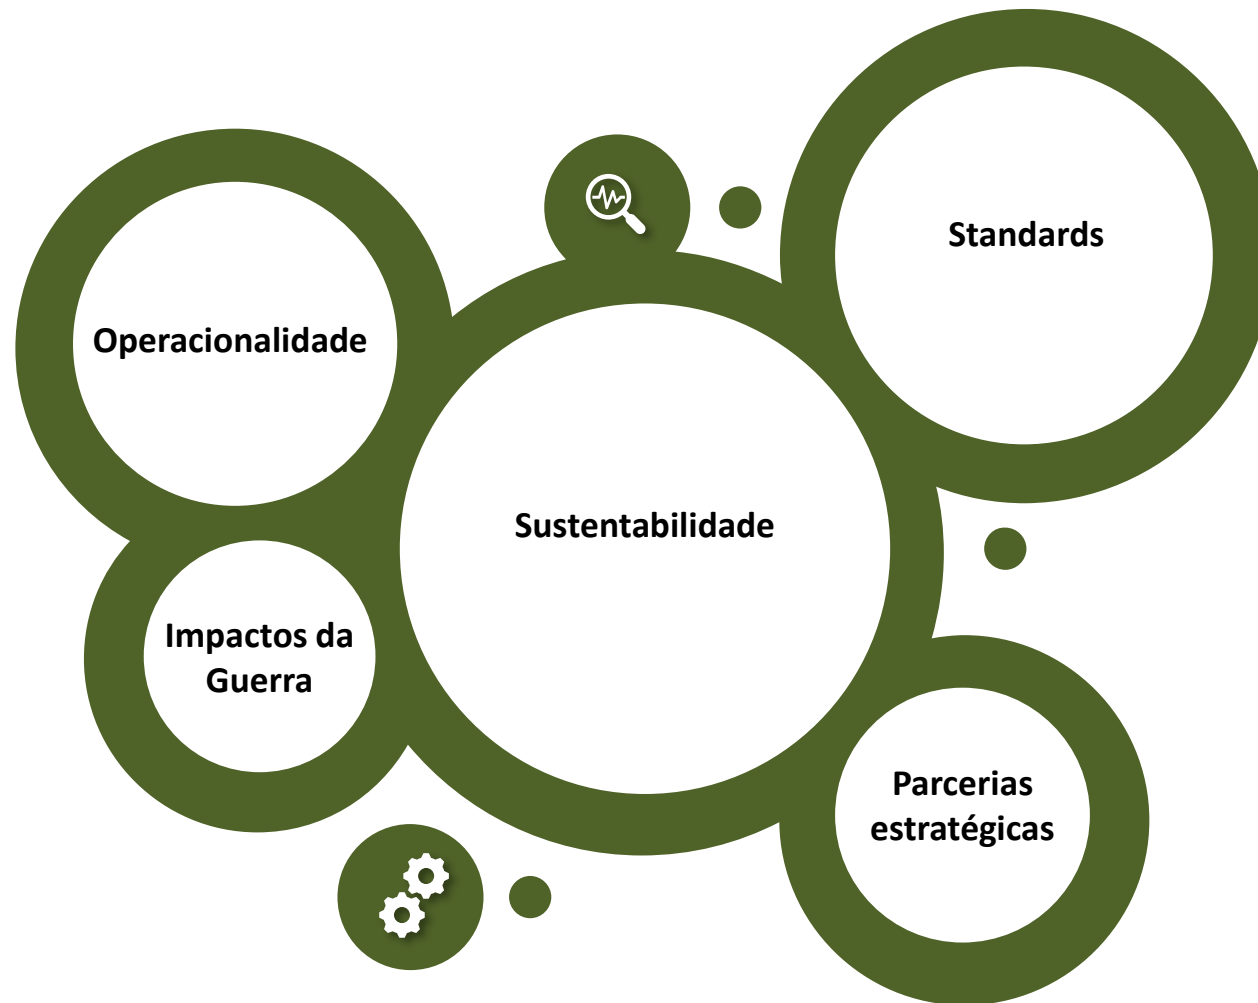 Standards
Operacionalidade
Sustentabilidade
Impactos da
Guerra
Parcerias
estratégicas